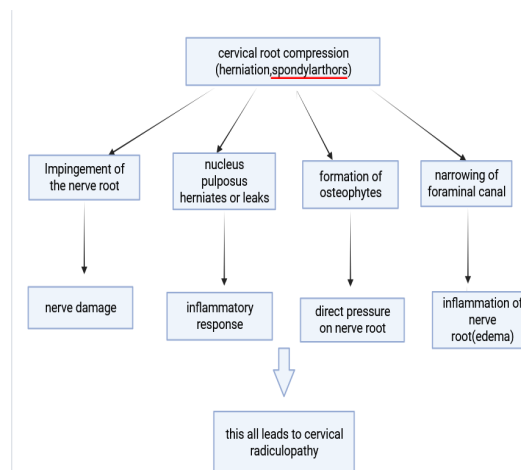 cervical root compression
(herniation,spondylarthors)
Impingement of
the nerve root
nucleus
pulposus
herniates or leaks
formation of
osteophytes
narrowing of
foraminal canal
nerve damage
inflammatory
response
direct pressure
on nerve root
inflammation of
nerve
root(edema)
this all leads to cervical
radiculopathy